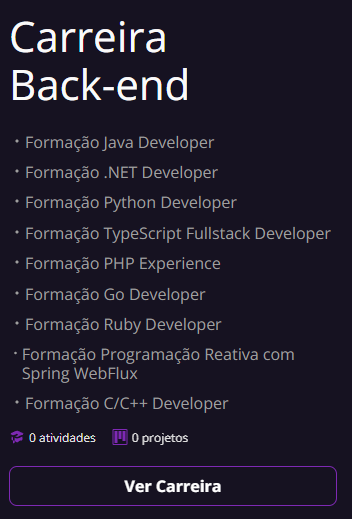 Carreira
Back-end
· Formação Java Developer
· Formação .NET Developer
· Formação Python Developer
· Formação TypeScript Fullstack Developer
· Formação PHP Experience
· Formação Go Developer
· Formação Ruby Developer
· Formação Programação Reativa com
Spring WebFlux
· Formação C/C++ Developer
0 atividades 0 projetos
Ver Carreira